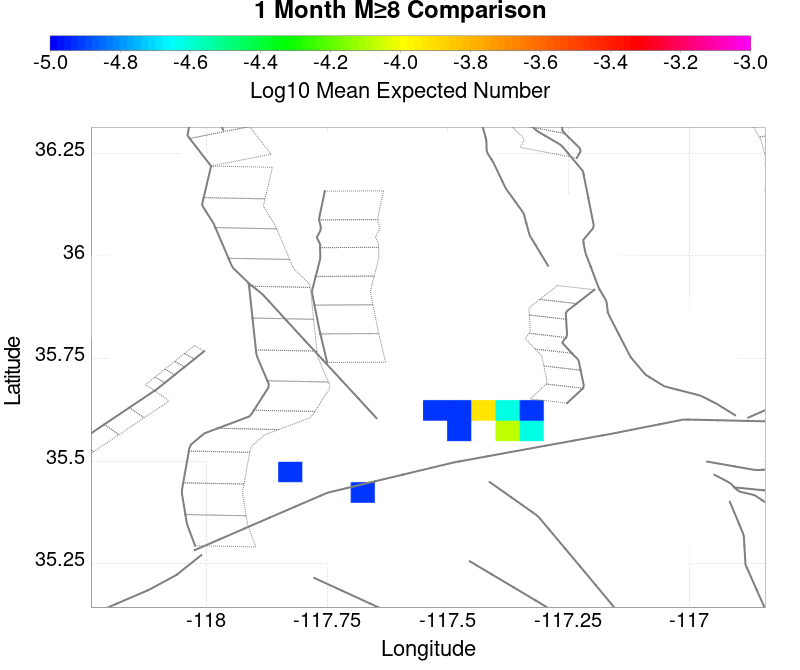 1 Month M≥8 Comparison
-5.0 -4.8 -4.6 -4.4 -4.2 -4.0 -3.8 -3.6 -3.4 -3.2 -3.0
Log10 Mean Expected Number
36.25
36
35.75
35.5
35.25
Latitude
-118 -117.75 -117.5 -117.25 -117
Longitude